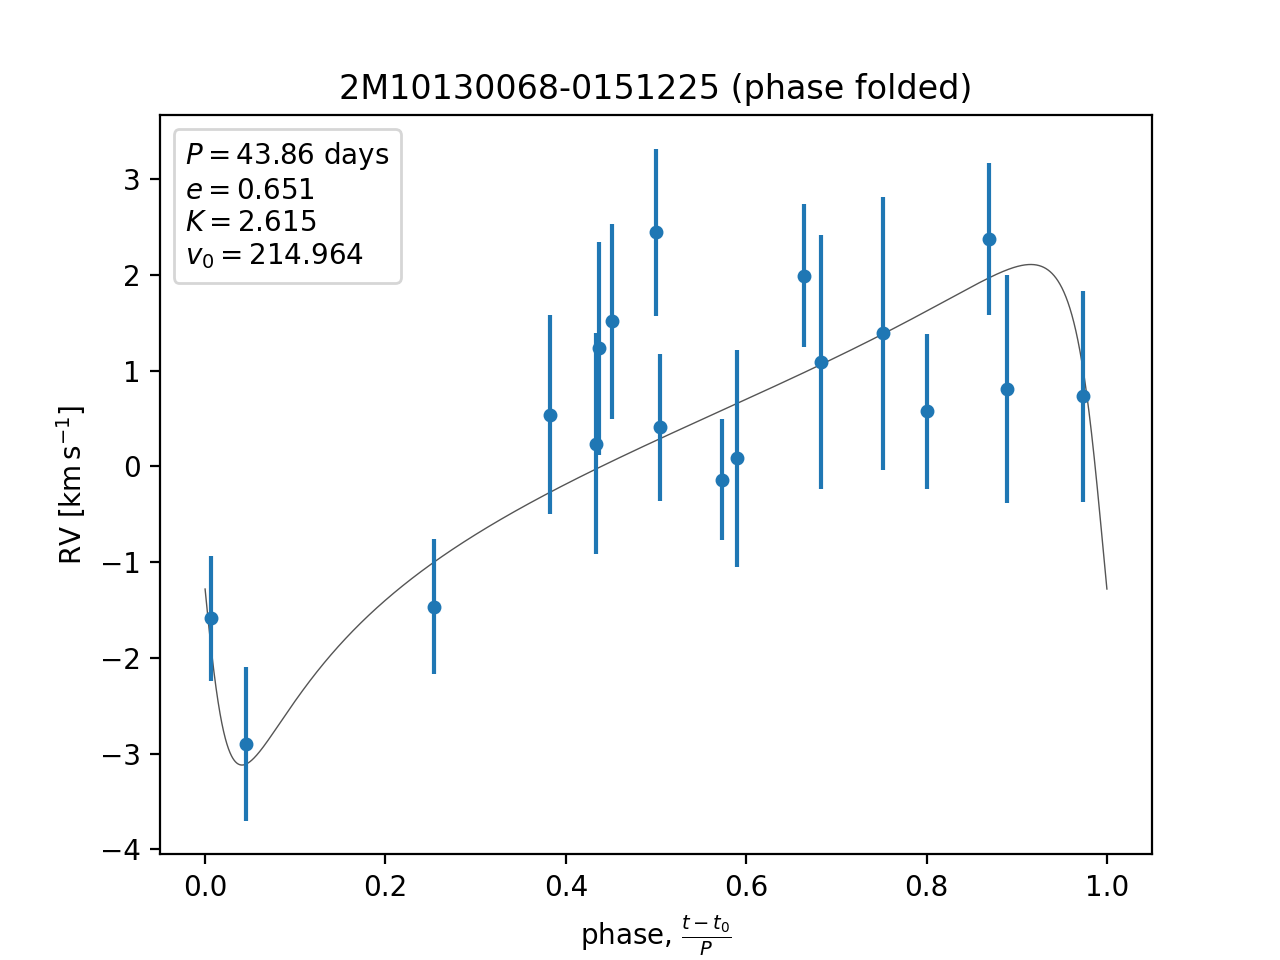 2M10130068-0151225 (phase folded)
P = 43.86 days
e = 0.651
K = 2.615
v₀ = 214.964
3
2
1
0
−1
−2
−3
−4
RV [km s⁻¹]
0.0 0.2 0.4 0.6 0.8 1.0
phase, (t − t₀)/P